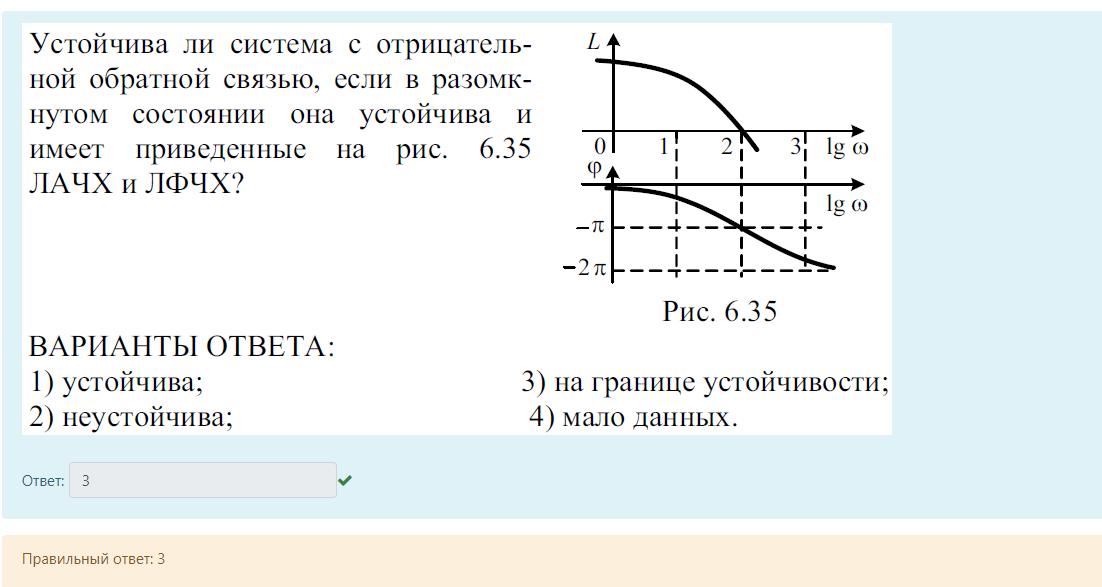 Устойчива ли система с отрицатель-
ной обратной связью, если в разомк-
нутом состоянии она устойчива и
имеет приведенные на рис. 6.35
ЛАЧХ и ЛФЧХ?
L
0 1 2 3 lg ω
φ
lg ω
−π
−2π
Рис. 6.35
ВАРИАНТЫ ОТВЕТА:
1) устойчива; 3) на границе устойчивости;
2) неустойчива; 4) мало данных.
Ответ: 3
Правильный ответ: 3